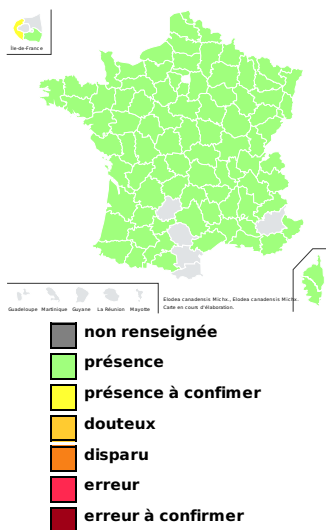 Île-de-France
Guadeloupe Martinique Guyane La Réunion Mayotte
Elodea canadensis Michx., Elodea canadensis Michx.
Carte en cours d'élaboration.
non renseignée
présence
présence à confimer
douteux
disparu
erreur
erreur à confirmer